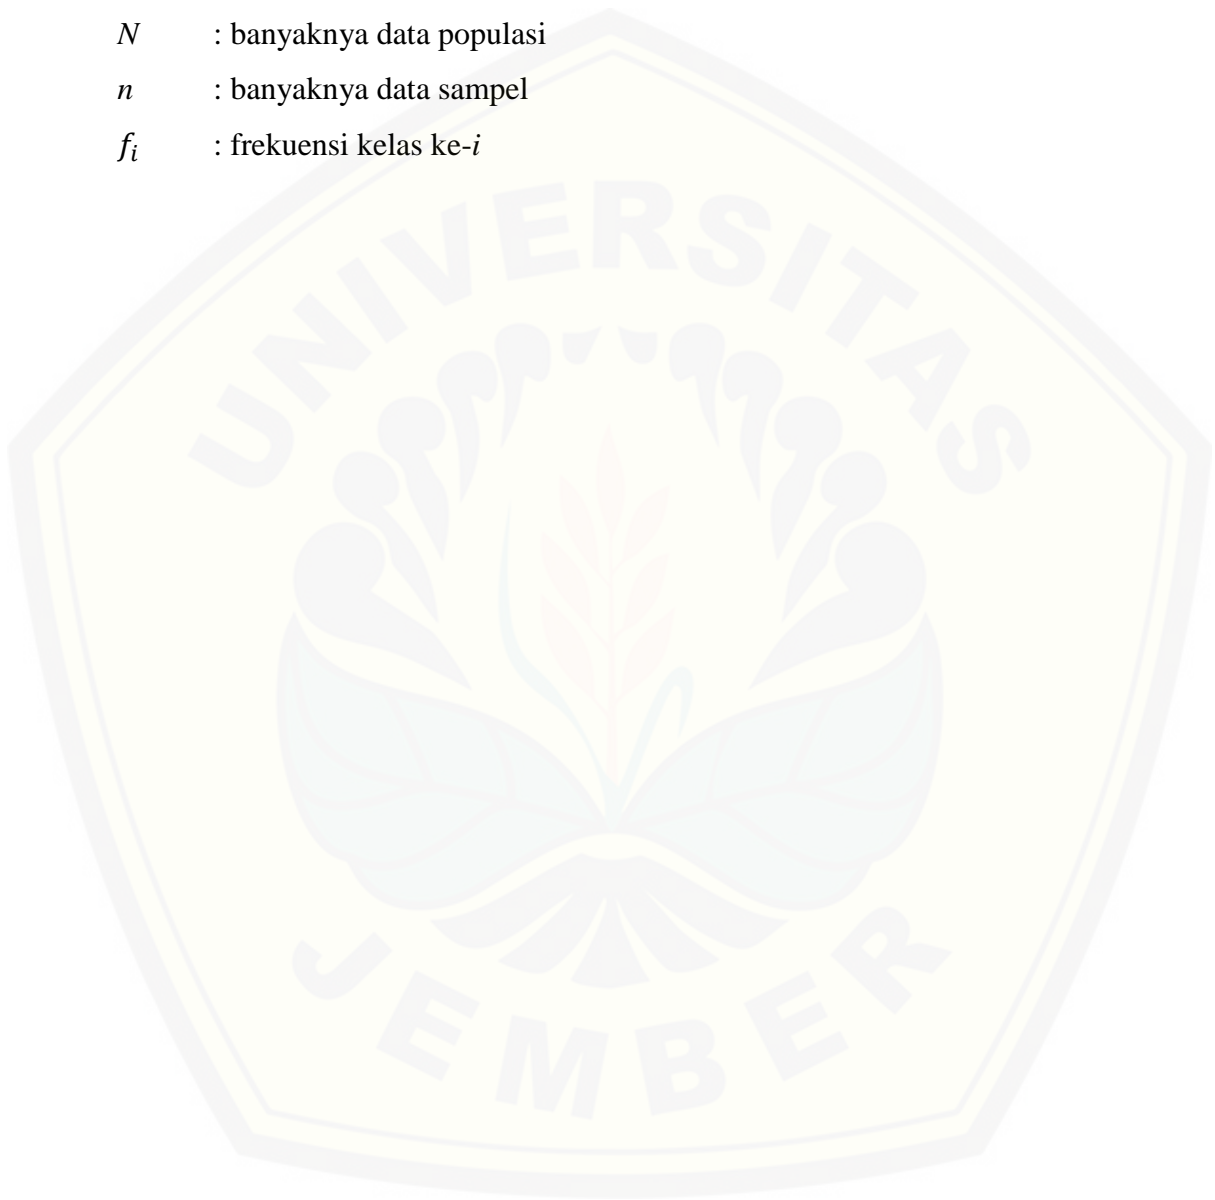 N : banyaknya data populasi
n : banyaknya data sampel
fᵢ : frekuensi kelas ke-i
UNIVERSITAS
JEMBER